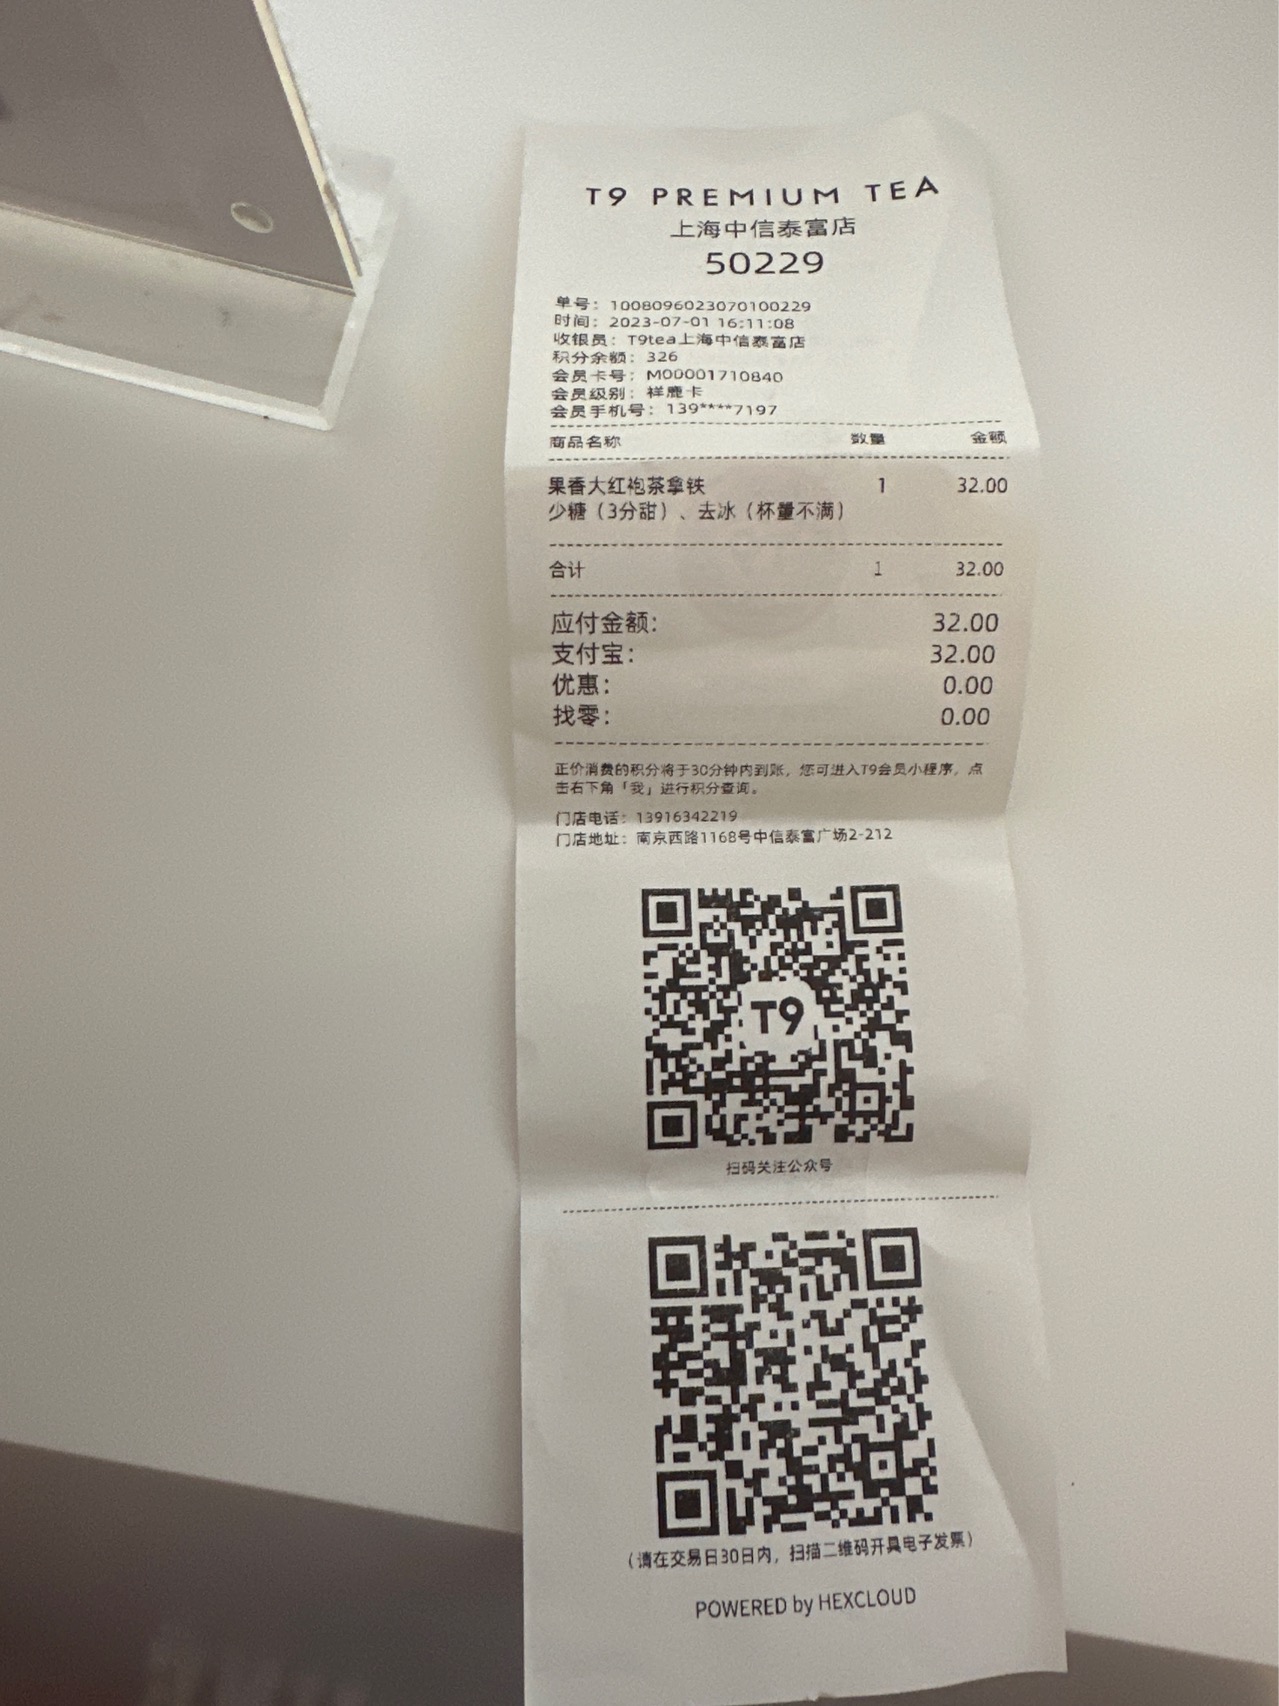 T9 PREMIUM TEA
上海中信泰富店
50229
单号：1008096023070100229
时间：2023-07-01 16:11:08
收银员：T9tea上海中信泰富店
积分余额：326
会员卡号：M00001710840
会员级别：祥鹿卡
会员手机号：139****7197
商品名称 数量 金额
果香大红袍茶拿铁 1 32.00
少糖（3分甜）、去冰（杯量不满）
合计 1 32.00
应付金额: 32.00
支付宝: 32.00
优惠: 0.00
找零: 0.00
正价消费的积分将于30分钟内到账，您可进入T9会员小程序，点
击右下角「我」进行积分查询。
门店电话：13916342219
门店地址：南京西路1168号中信泰富广场2-212
T9
扫码关注公众号
（请在交易日30日内，扫描二维码开具电子发票）
POWERED by HEXCLOUD